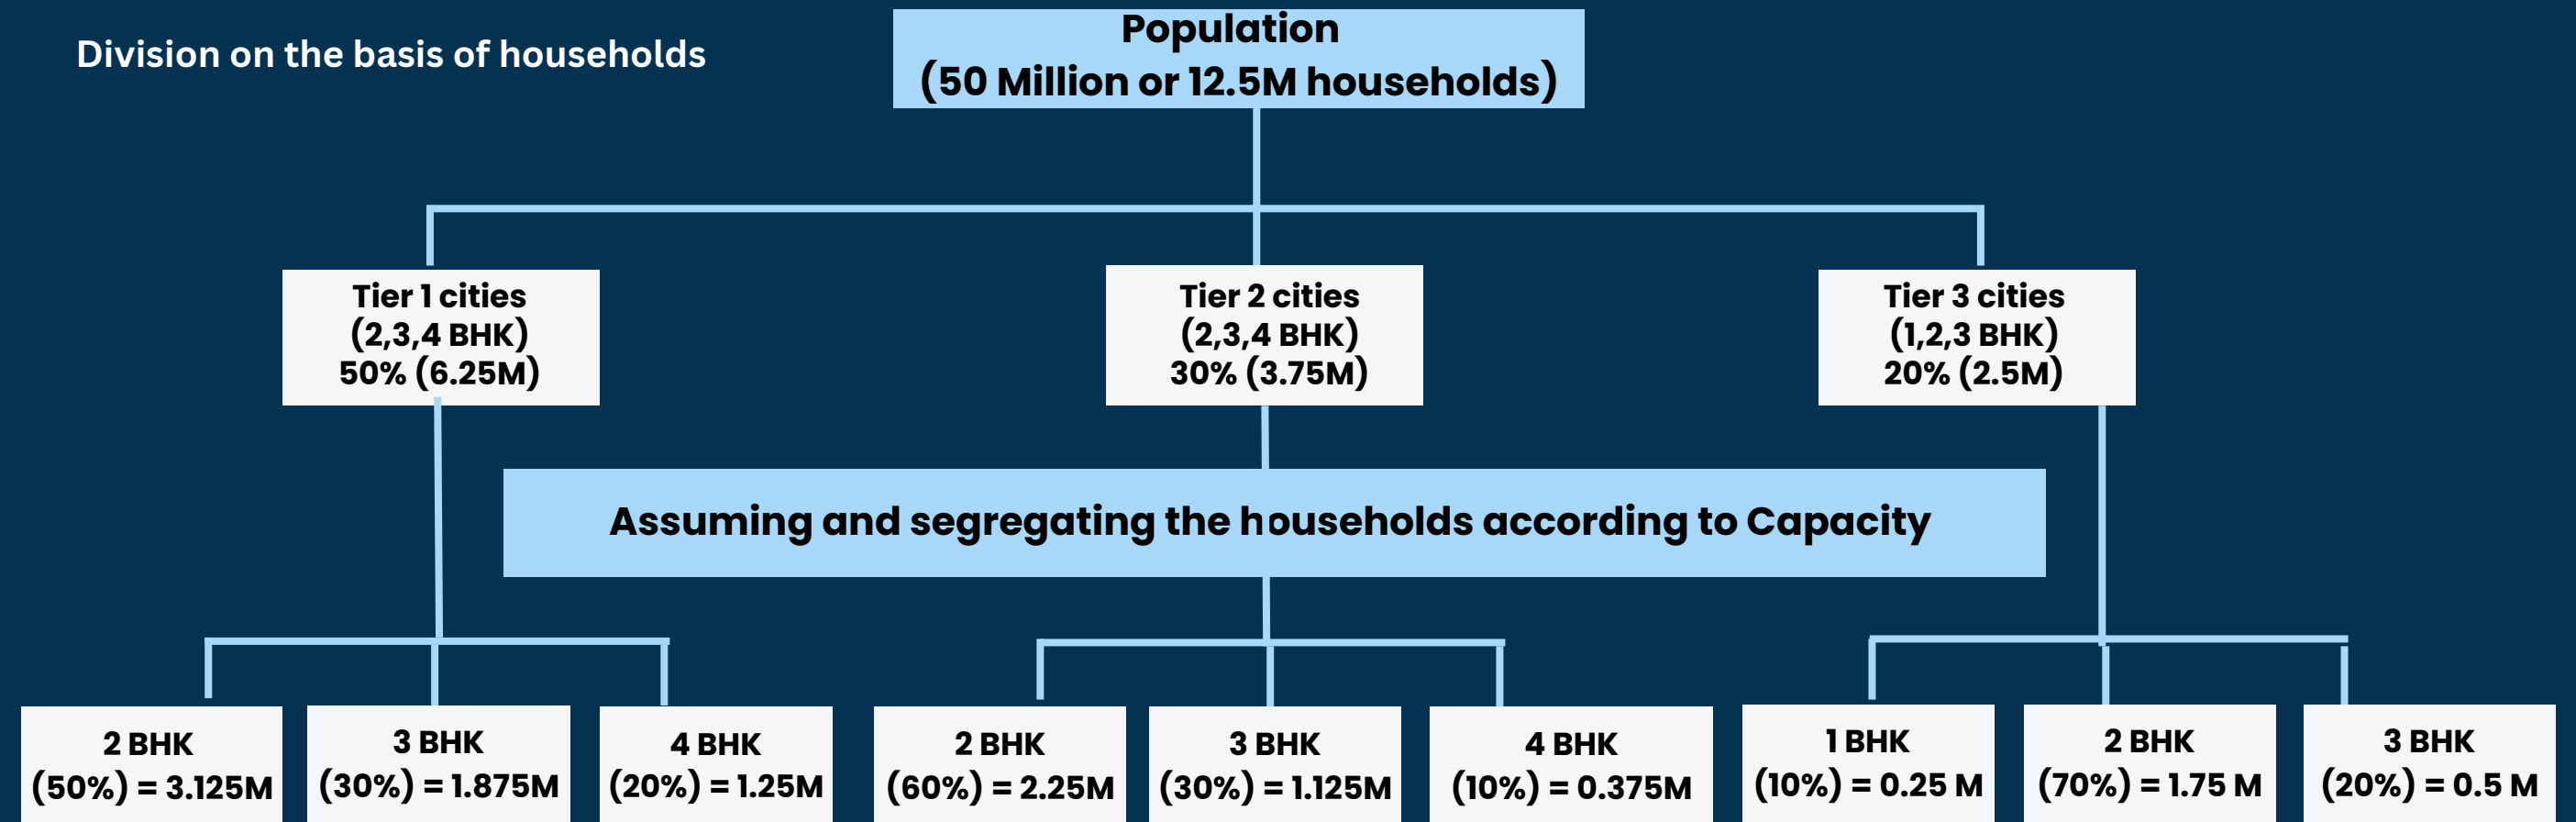 Division on the basis of households
Population
(50 Million or 12.5M households)
Tier 1 cities
(2,3,4 BHK)
50% (6.25M)
Tier 2 cities
(2,3,4 BHK)
30% (3.75M)
Tier 3 cities
(1,2,3 BHK)
20% (2.5M)
Assuming and segregating the households according to Capacity
2 BHK
(50%) = 3.125M
3 BHK
(30%) = 1.875M
4 BHK
(20%) = 1.25M
2 BHK
(60%) = 2.25M
3 BHK
(30%) = 1.125M
4 BHK
(10%) = 0.375M
1 BHK
(10%) = 0.25 M
2 BHK
(70%) = 1.75 M
3 BHK
(20%) = 0.5 M